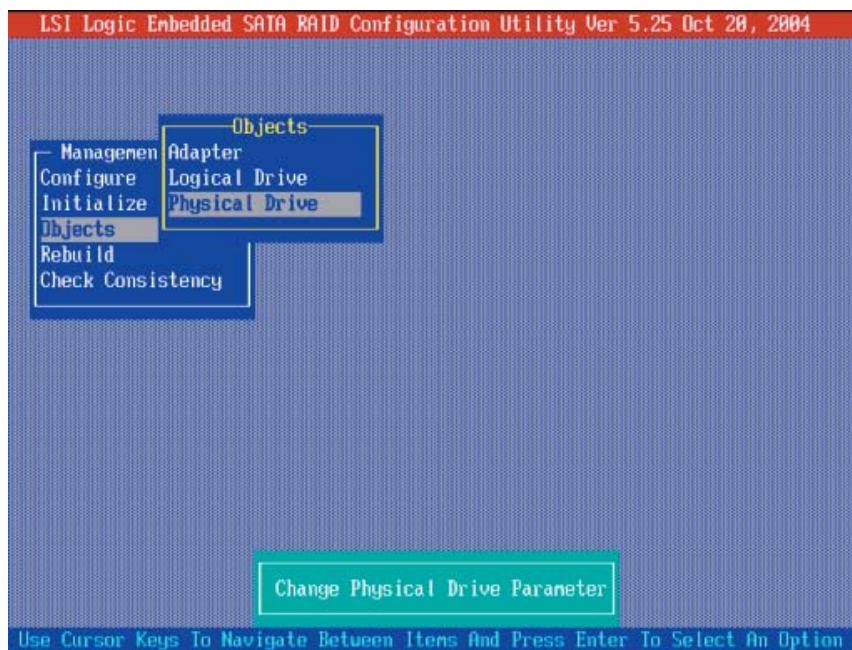 LSI Logic Embedded SATA RAID Configuration Utility Ver 5.25 Oct 20, 2004
Objects
Adapter
Logical Drive
Physical Drive
Managemen
Configure
Initialize
Objects
Rebuild
Check Consistency
Change Physical Drive Parameter
Use Cursor Keys To Navigate Between Items And Press Enter To Select An Option